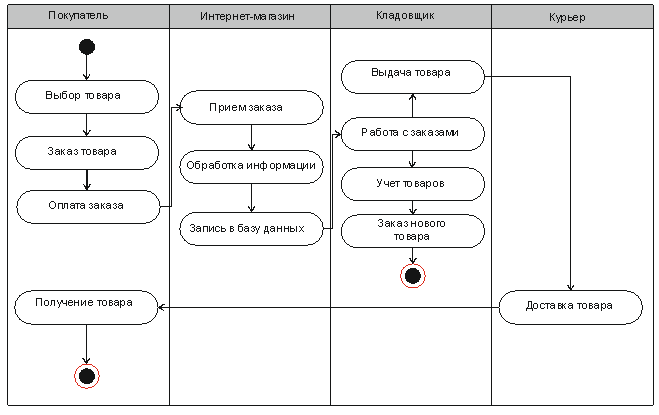 Покупатель
Интернет-магазин
Кладовщик
Курьер
Выбор товара
Заказ товара
Оплата заказа
Прием заказа
Обработка информации
Запись в базу данных
Выдача товара
Работа с заказами
Учет товаров
Заказ нового
товара
Получение товара
Доставка товара